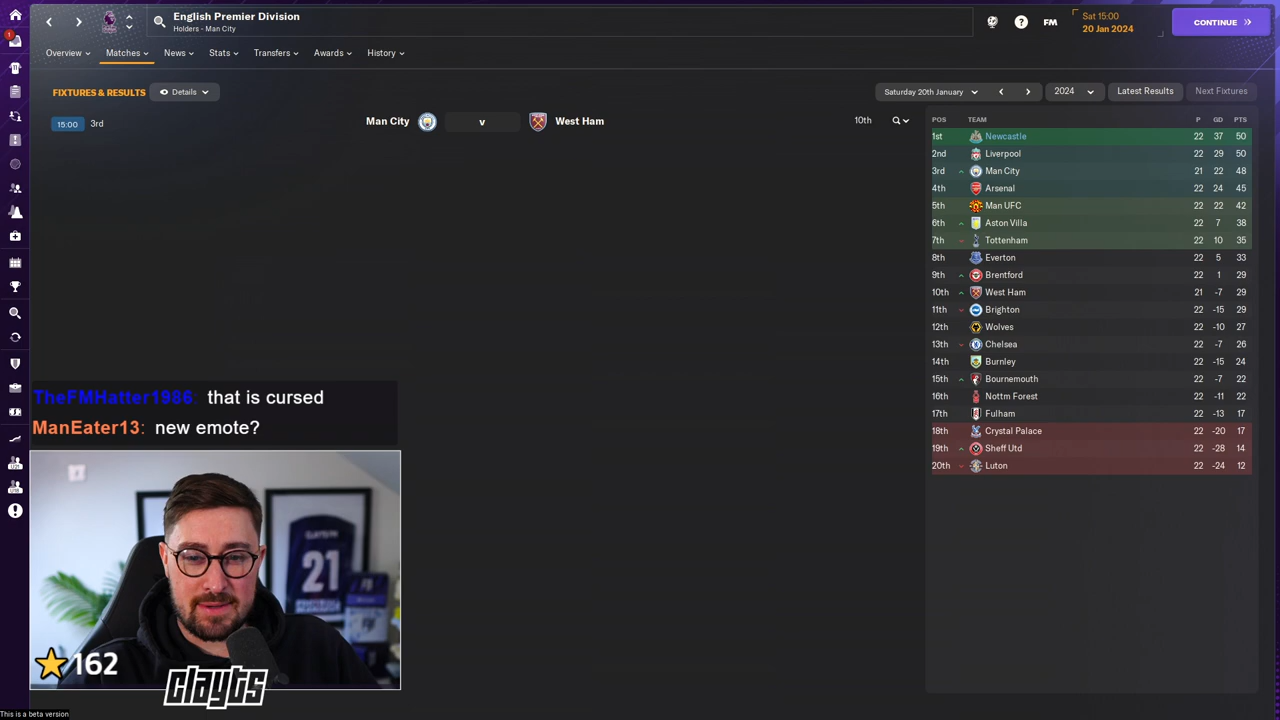 English Premier Division
Holders - Man City
FM
Sat 15:00
20 Jan 2024
CONTINUE
1
Overview
Matches
News
Stats
Transfers
Awards
History
FIXTURES & RESULTS
Details
Saturday 20th January
2024
Latest Results
Next Fixtures
15:00 3rd Man City v West Ham 10th
POS TEAM P GD PTS
1st Newcastle 22 37 50
2nd Liverpool 22 29 50
3rd Man City 21 22 48
4th Arsenal 22 24 45
5th Man UFC 22 22 42
6th Aston Villa 22 7 38
7th Tottenham 22 10 35
8th Everton 22 5 33
9th Brentford 22 1 29
10th West Ham 21 -7 29
11th Brighton 22 -15 29
12th Wolves 22 -10 27
13th Chelsea 22 -7 26
14th Burnley 22 -15 24
15th Bournemouth 22 -7 22
16th Nottm Forest 22 -11 22
17th Fulham 22 -13 17
18th Crystal Palace 22 -20 17
19th Sheff Utd 22 -28 14
20th Luton 22 -24 12
TheFMHatter1986: that is cursed
ManEater13: new emote?
21
162
clayts
This is a beta version